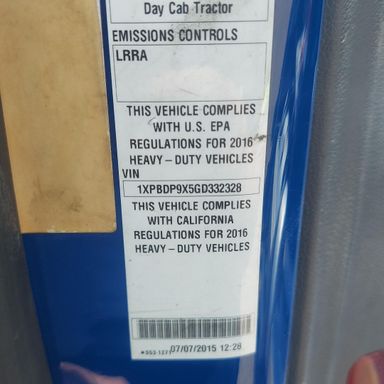 Day Cab Tractor
EMISSIONS CONTROLS
LRRA
THIS VEHICLE COMPLIES
WITH U.S. EPA
REGULATIONS FOR 2016
HEAVY - DUTY VEHICLES
VIN
1XPBDP9X5GD332328
THIS VEHICLE COMPLIES
WITH CALIFORNIA
REGULATIONS FOR 2016
HEAVY - DUTY VEHICLES
07/07/2015 12:28